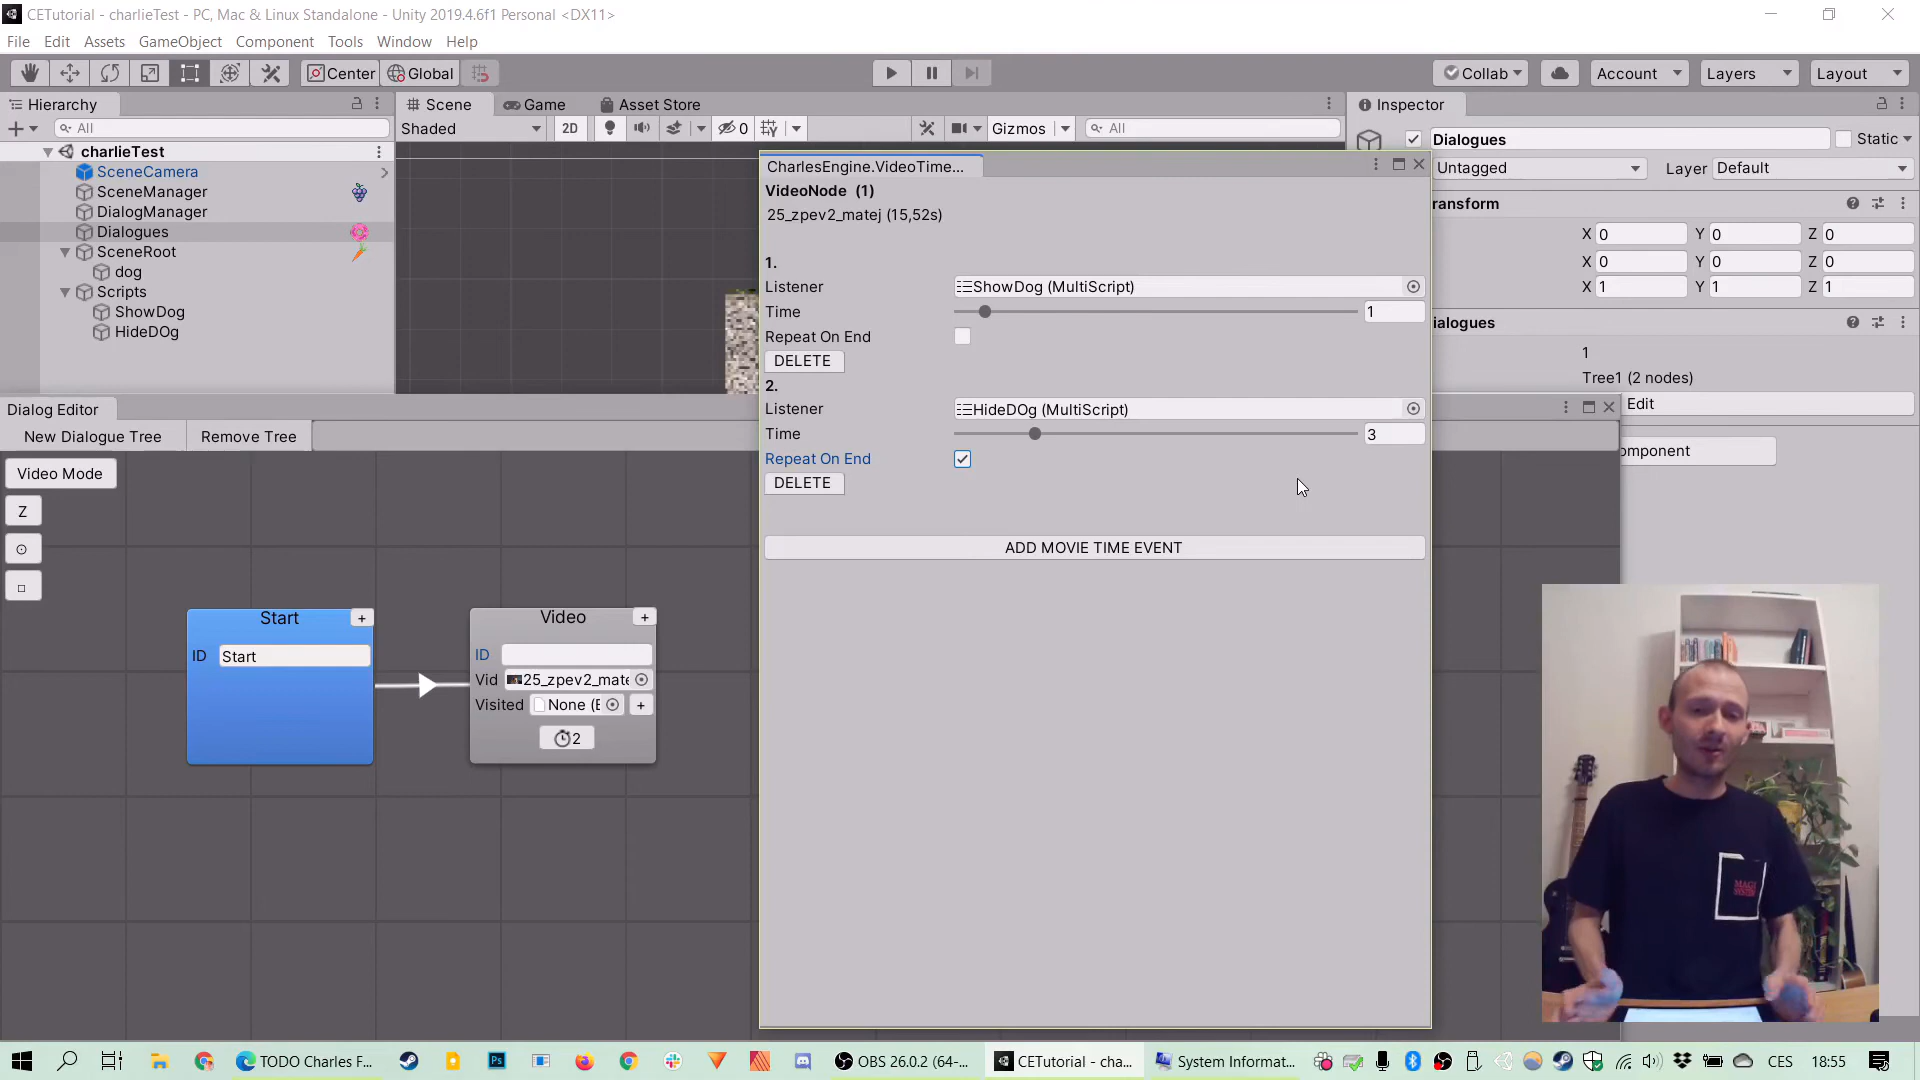 CETutorial - charlieTest - PC, Mac & Linux Standalone - Unity 2019.4.6f1 Personal <DX11>
File Edit Assets GameObject Component Tools Window Help
Center Global Collab Account Layers Layout
Hierarchy Scene Game Asset Store Inspector
All Shaded 2D 0 Gizmos All Dialogues Static
charlieTest
SceneCamera
SceneManager
DialogManager
Dialogues
SceneRoot
dog
Scripts
ShowDog
HideDOg
CharlesEngine.VideoTime...
VideoNode (1)
25_zpev2_matej (15,52s)
1.
Listener ShowDog (MultiScript)
Time 1
Repeat On End
DELETE
2.
Listener HideDOg (MultiScript)
Time 3
Repeat On End
DELETE
ADD MOVIE TIME EVENT
Untagged Layer Default
ransform
X 0 Y 0 Z 0
X 0 Y 0 Z 0
X 1 Y 1 Z 1
ialogues
1
Tree1 (2 nodes)
Edit
omponent
Dialog Editor
New Dialogue Tree Remove Tree
Video Mode
Z
Start
ID Start
Video
ID
Vid 25_zpev2_mate
Visited None (E
2
TODO Charles F... OBS 26.0.2 (64-... CETutorial - cha... System Informat... CES 18:55